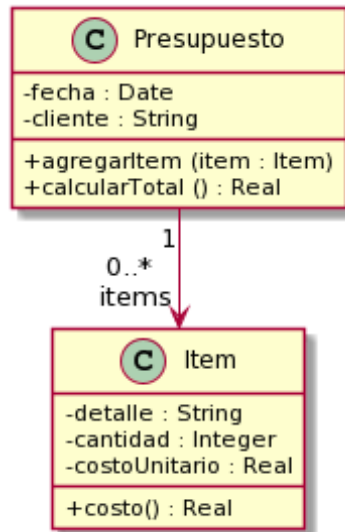 C Presupuesto
-fecha : Date
-cliente : String
+agregarItem (item : Item)
+calcularTotal () : Real
1
0..*
items
C Item
-detalle : String
-cantidad : Integer
-costoUnitario : Real
+costo() : Real